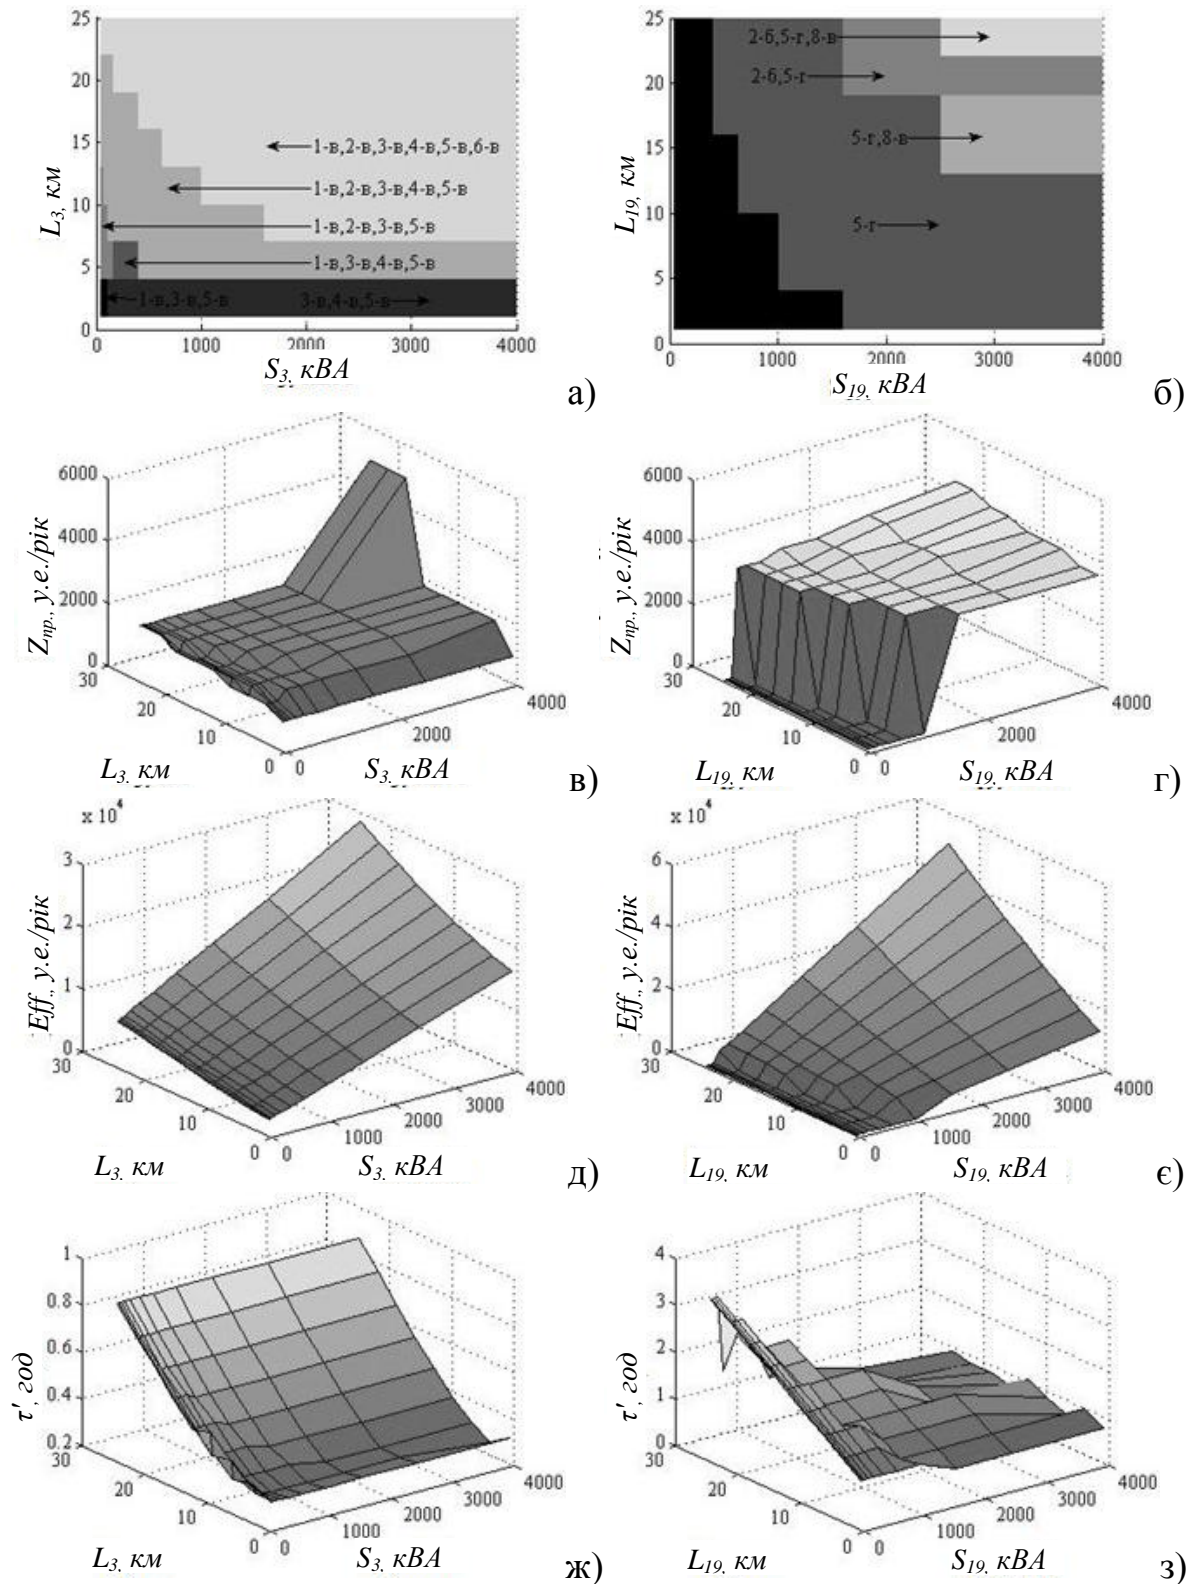 25
20
15
10
5
0
L3, км
1-в,2-в,3-в,4-в,5-в,6-в
1-в,2-в,3-в,4-в,5-в
1-в,2-в,3-в,5-в
1-в,3-в,4-в,5-в
1-в,3-в,5-в
3-в,4-в,5-в
0 1000 2000 3000 4000
S3, кВА
а)
25
20
15
10
5
0
L19, км
2-б,5-г,8-в
2-б,5-г
5-г,8-в
5-г
0 1000 2000 3000 4000
S19, кВА
б)
6000
4000
2000
0
Zпр., у.е./рік
30
20
10
0
0
2000
4000
L3, км
S3, кВА
в)
6000
4000
2000
0
Zпр., у.е./рік
30
20
10
0
0
2000
4000
L19, км
S19, кВА
г)
x 10^4
3
2
1
0
Eff., у.е./рік
30
20
10
0
0
1000
2000
3000
4000
L3, км
S3, кВА
д)
x 10^4
6
4
2
0
Eff., у.е./рік
30
20
10
0
0
1000
2000
3000
4000
L19, км
S19, кВА
є)
1
0.8
0.6
0.4
0.2
τ', год
30
20
10
0
0
1000
2000
3000
4000
L3, км
S3, кВА
ж)
4
3
2
1
0
τ', год
30
20
10
0
0
1000
2000
3000
4000
L19, км
S19, кВА
з)